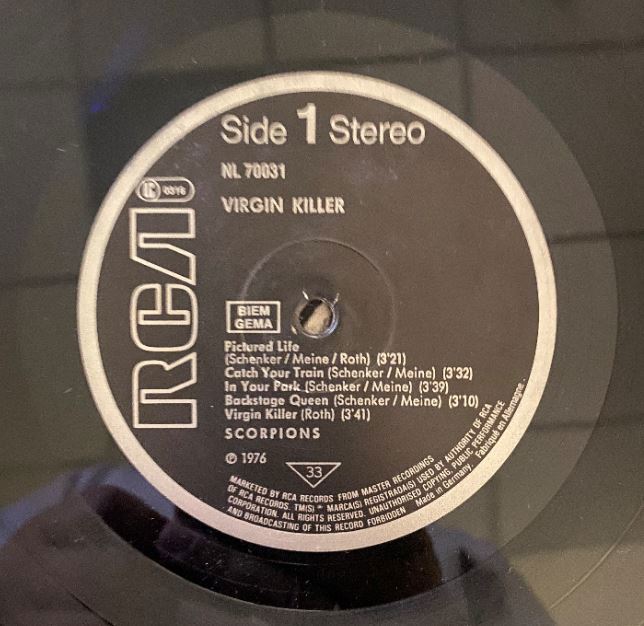 Side 1 Stereo
NL 70031
VIRGIN KILLER
RCA
BIEM
GEMA
Pictured Life
(Schenker / Meine / Roth) (3'21)
Catch Your Train (Schenker / Meine) (3'32)
In Your Park (Schenker / Meine) (3'39)
Backstage Queen (Schenker / Meine) (3'10)
Virgin Killer (Roth) (3'41)
SCORPIONS
℗ 1976
33
MARKETED BY RCA RECORDS FROM MASTER RECORDINGS
OF RCA RECORDS. TM(S) ® MARCA(S) REGISTRADA(S) USED BY AUTHORITY OF RCA
CORPORATION. ALL RIGHTS RESERVED. UNAUTHORISED COPYING, PUBLIC PERFORMANCE
AND BROADCASTING OF THIS RECORD FORBIDDEN Made in Germany. Fabriqué en Allemagne.